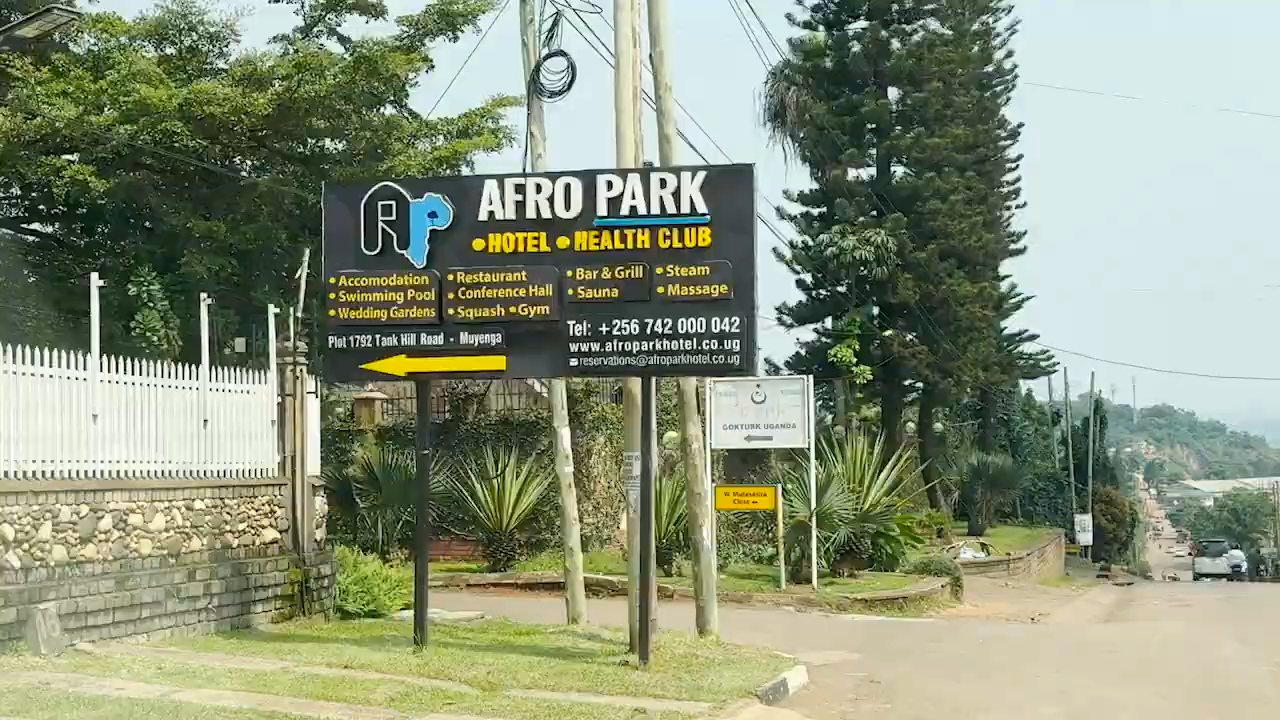 AP
AFRO PARK
•HOTEL •HEALTH CLUB
• Accomodation
• Swimming Pool
• Wedding Gardens
• Restaurant
• Conference Hall
• Squash • Gym
• Bar & Grill
• Sauna
• Steam
• Massage
Plot 1792 Tank Hill Road - Muyenga
Tel: +256 742 000 042
www.afroparkhotel.co.ug
reservations@afroparkhotel.co.ug
GOKTURK UGANDA
Close